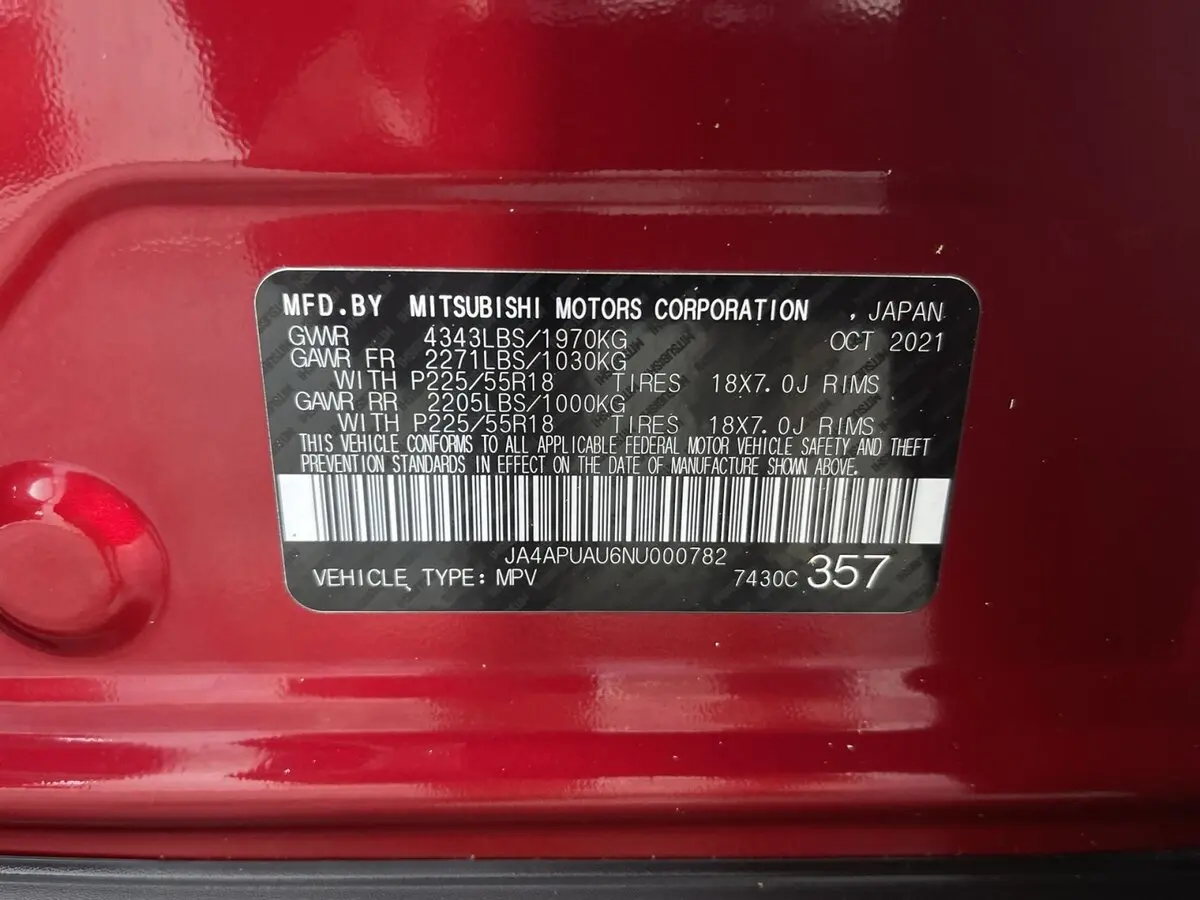 MFD.BY MITSUBISHI MOTORS CORPORATION , JAPAN
GWWR 4343LBS/1970KG OCT 2021
GAWR FR 2271LBS/1030KG
WITH P225/55R18 TIRES 18X7.0J RIMS
GAWR RR 2205LBS/1000KG
WITH P225/55R18 TIRES 18X7.0J RIMS
THIS VEHICLE CONFORMS TO ALL APPLICABLE FEDERAL MOTOR VEHICLE SAFETY AND THEFT
PREVENTION STANDARDS IN EFFECT ON THE DATE OF MANUFACTURE SHOWN ABOVE.
JA4APUAU6NU000782
VEHICLE TYPE: MPV 7430C 357